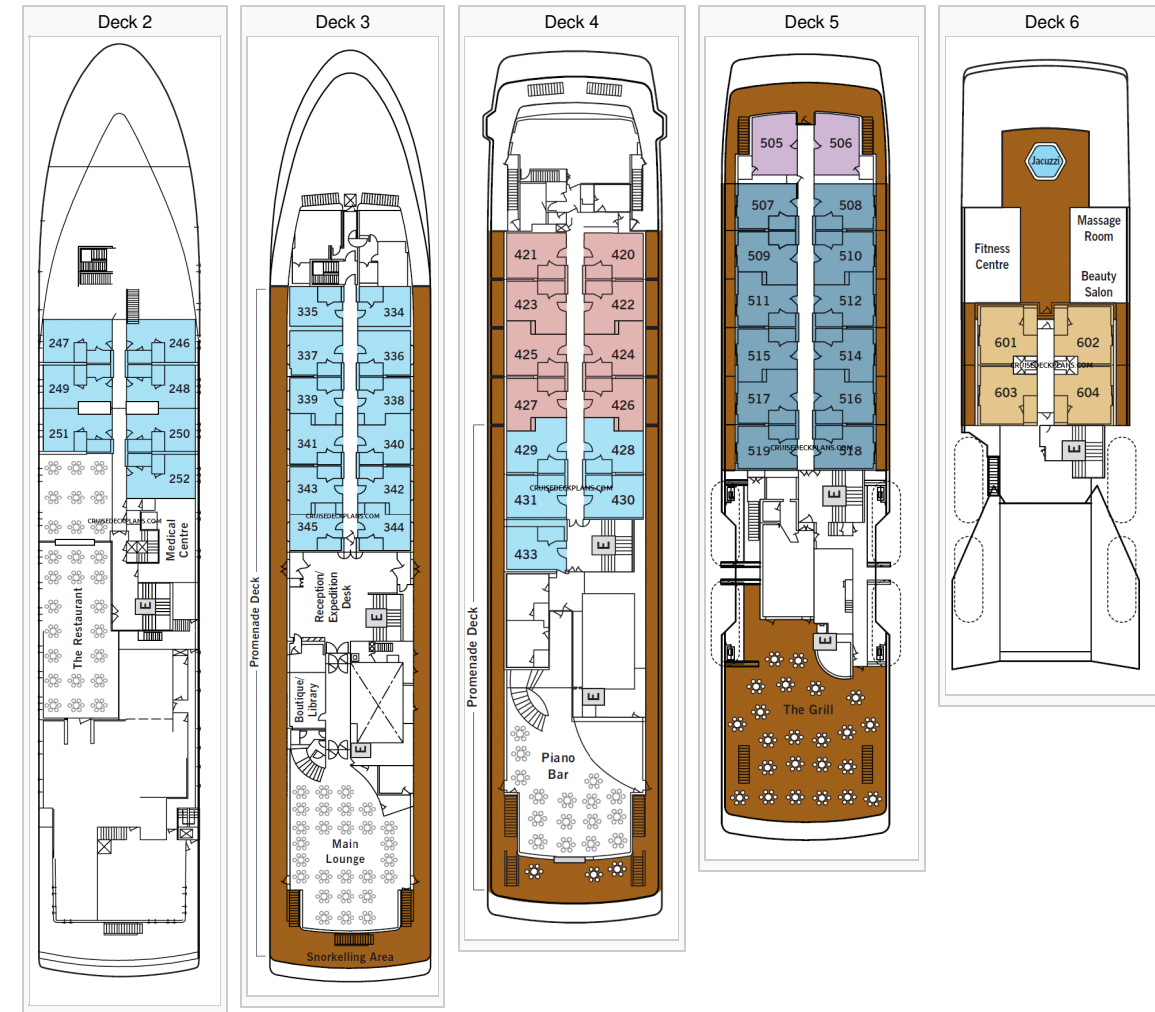 Deck 2
247
246
249
248
251
250
252
CRUISEDECKPLANS.COM
Medical
Centre
E
The Restaurant
Deck 3
335
334
337
336
339
338
341
340
343
342
CRUISEDECKPLANS.COM
345
344
Reception/
Expedition
Desk
E
Promenade Deck
Boutique/
Library
E
Main
Lounge
Snorkelling Area
Deck 4
421
420
423
422
425
424
427
426
429
428
CRUISEDECKPLANS.COM
431
430
433
E
Promenade Deck
E
Piano
Bar
Deck 5
505
506
507
508
509
510
511
512
515
514
517
516
CRUISEDECKPLANS.COM
519
518
E
E
The Grill
Deck 6
Jacuzzi
Fitness
Centre
Massage
Room
Beauty
Salon
601
602
CRUISEDECKPLANS.COM
603
604
E